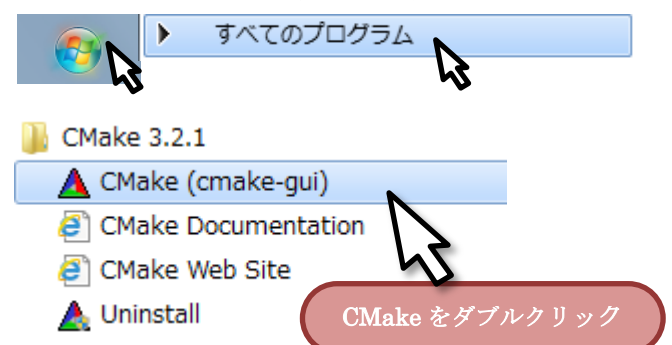 すべてのプログラム
CMake 3.2.1
CMake (cmake-gui)
CMake Documentation
CMake Web Site
Uninstall
CMake をダブルクリック